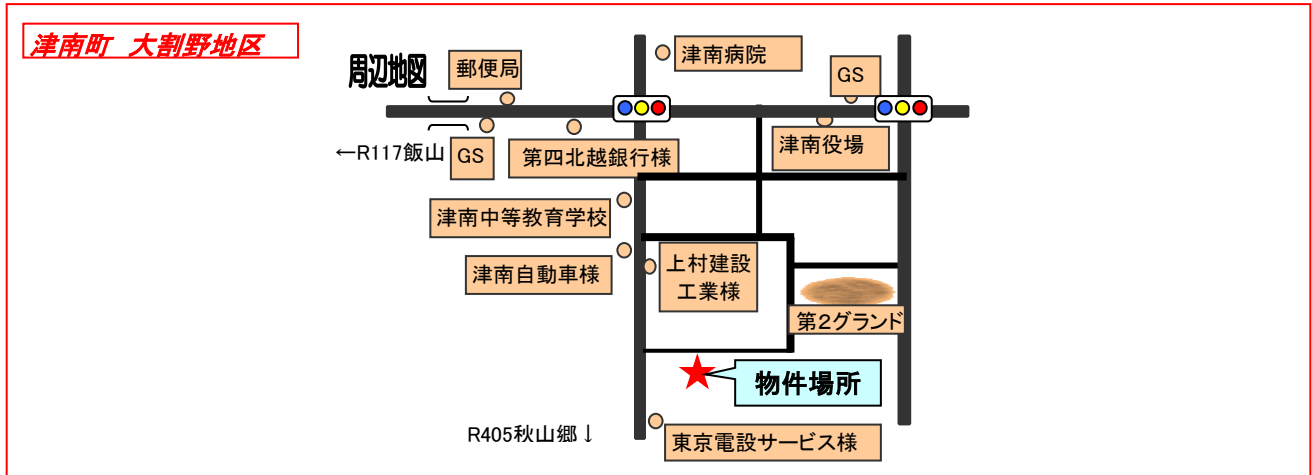 津南町 大割野地区
周辺地図
郵便局
津南病院
GS
←R117飯山
GS
第四北越銀行様
津南役場
津南中等教育学校
津南自動車様
上村建設
工業様
第2グランド
物件場所
R405秋山郷↓
東京電設サービス様